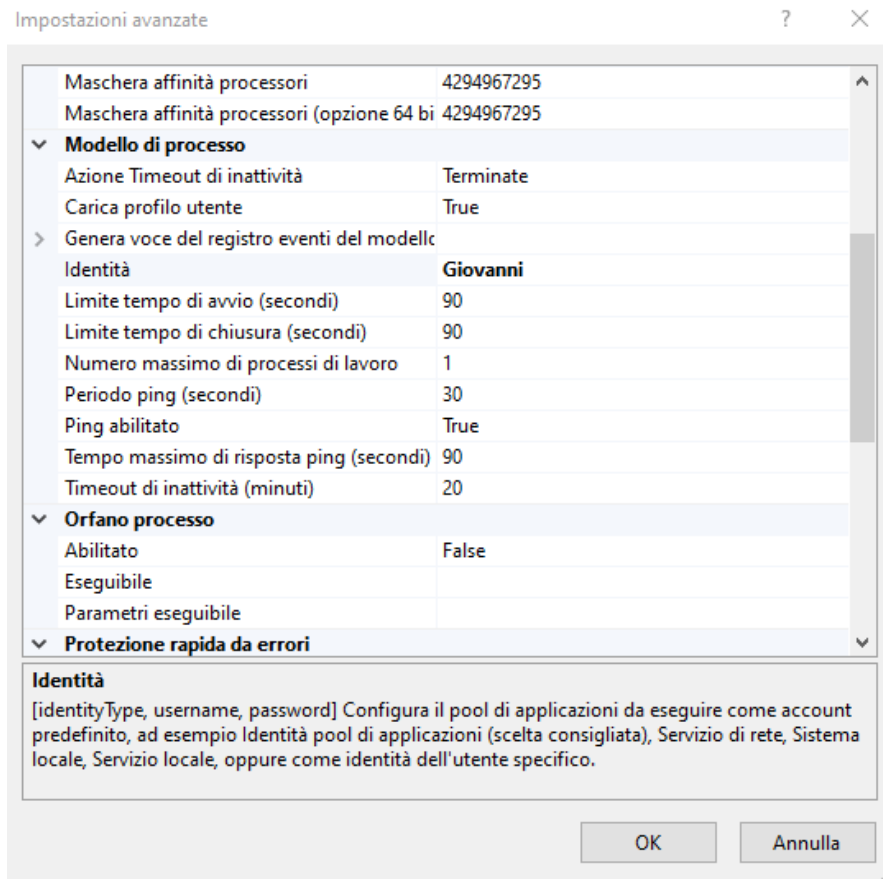 Impostazioni avanzate ?
Maschera affinità processori 4294967295
Maschera affinità processori (opzione 64 bi 4294967295
Modello di processo
Azione Timeout di inattività Terminate
Carica profilo utente True
Genera voce del registro eventi del modello
Identità Giovanni
Limite tempo di avvio (secondi) 90
Limite tempo di chiusura (secondi) 90
Numero massimo di processi di lavoro 1
Periodo ping (secondi) 30
Ping abilitato True
Tempo massimo di risposta ping (secondi) 90
Timeout di inattività (minuti) 20
Orfano processo
Abilitato False
Eseguibile
Parametri eseguibile
Protezione rapida da errori
Identità
[identityType, username, password] Configura il pool di applicazioni da eseguire come account
predefinito, ad esempio Identità pool di applicazioni (scelta consigliata), Servizio di rete, Sistema
locale, Servizio locale, oppure come identità dell'utente specifico.
OK Annulla